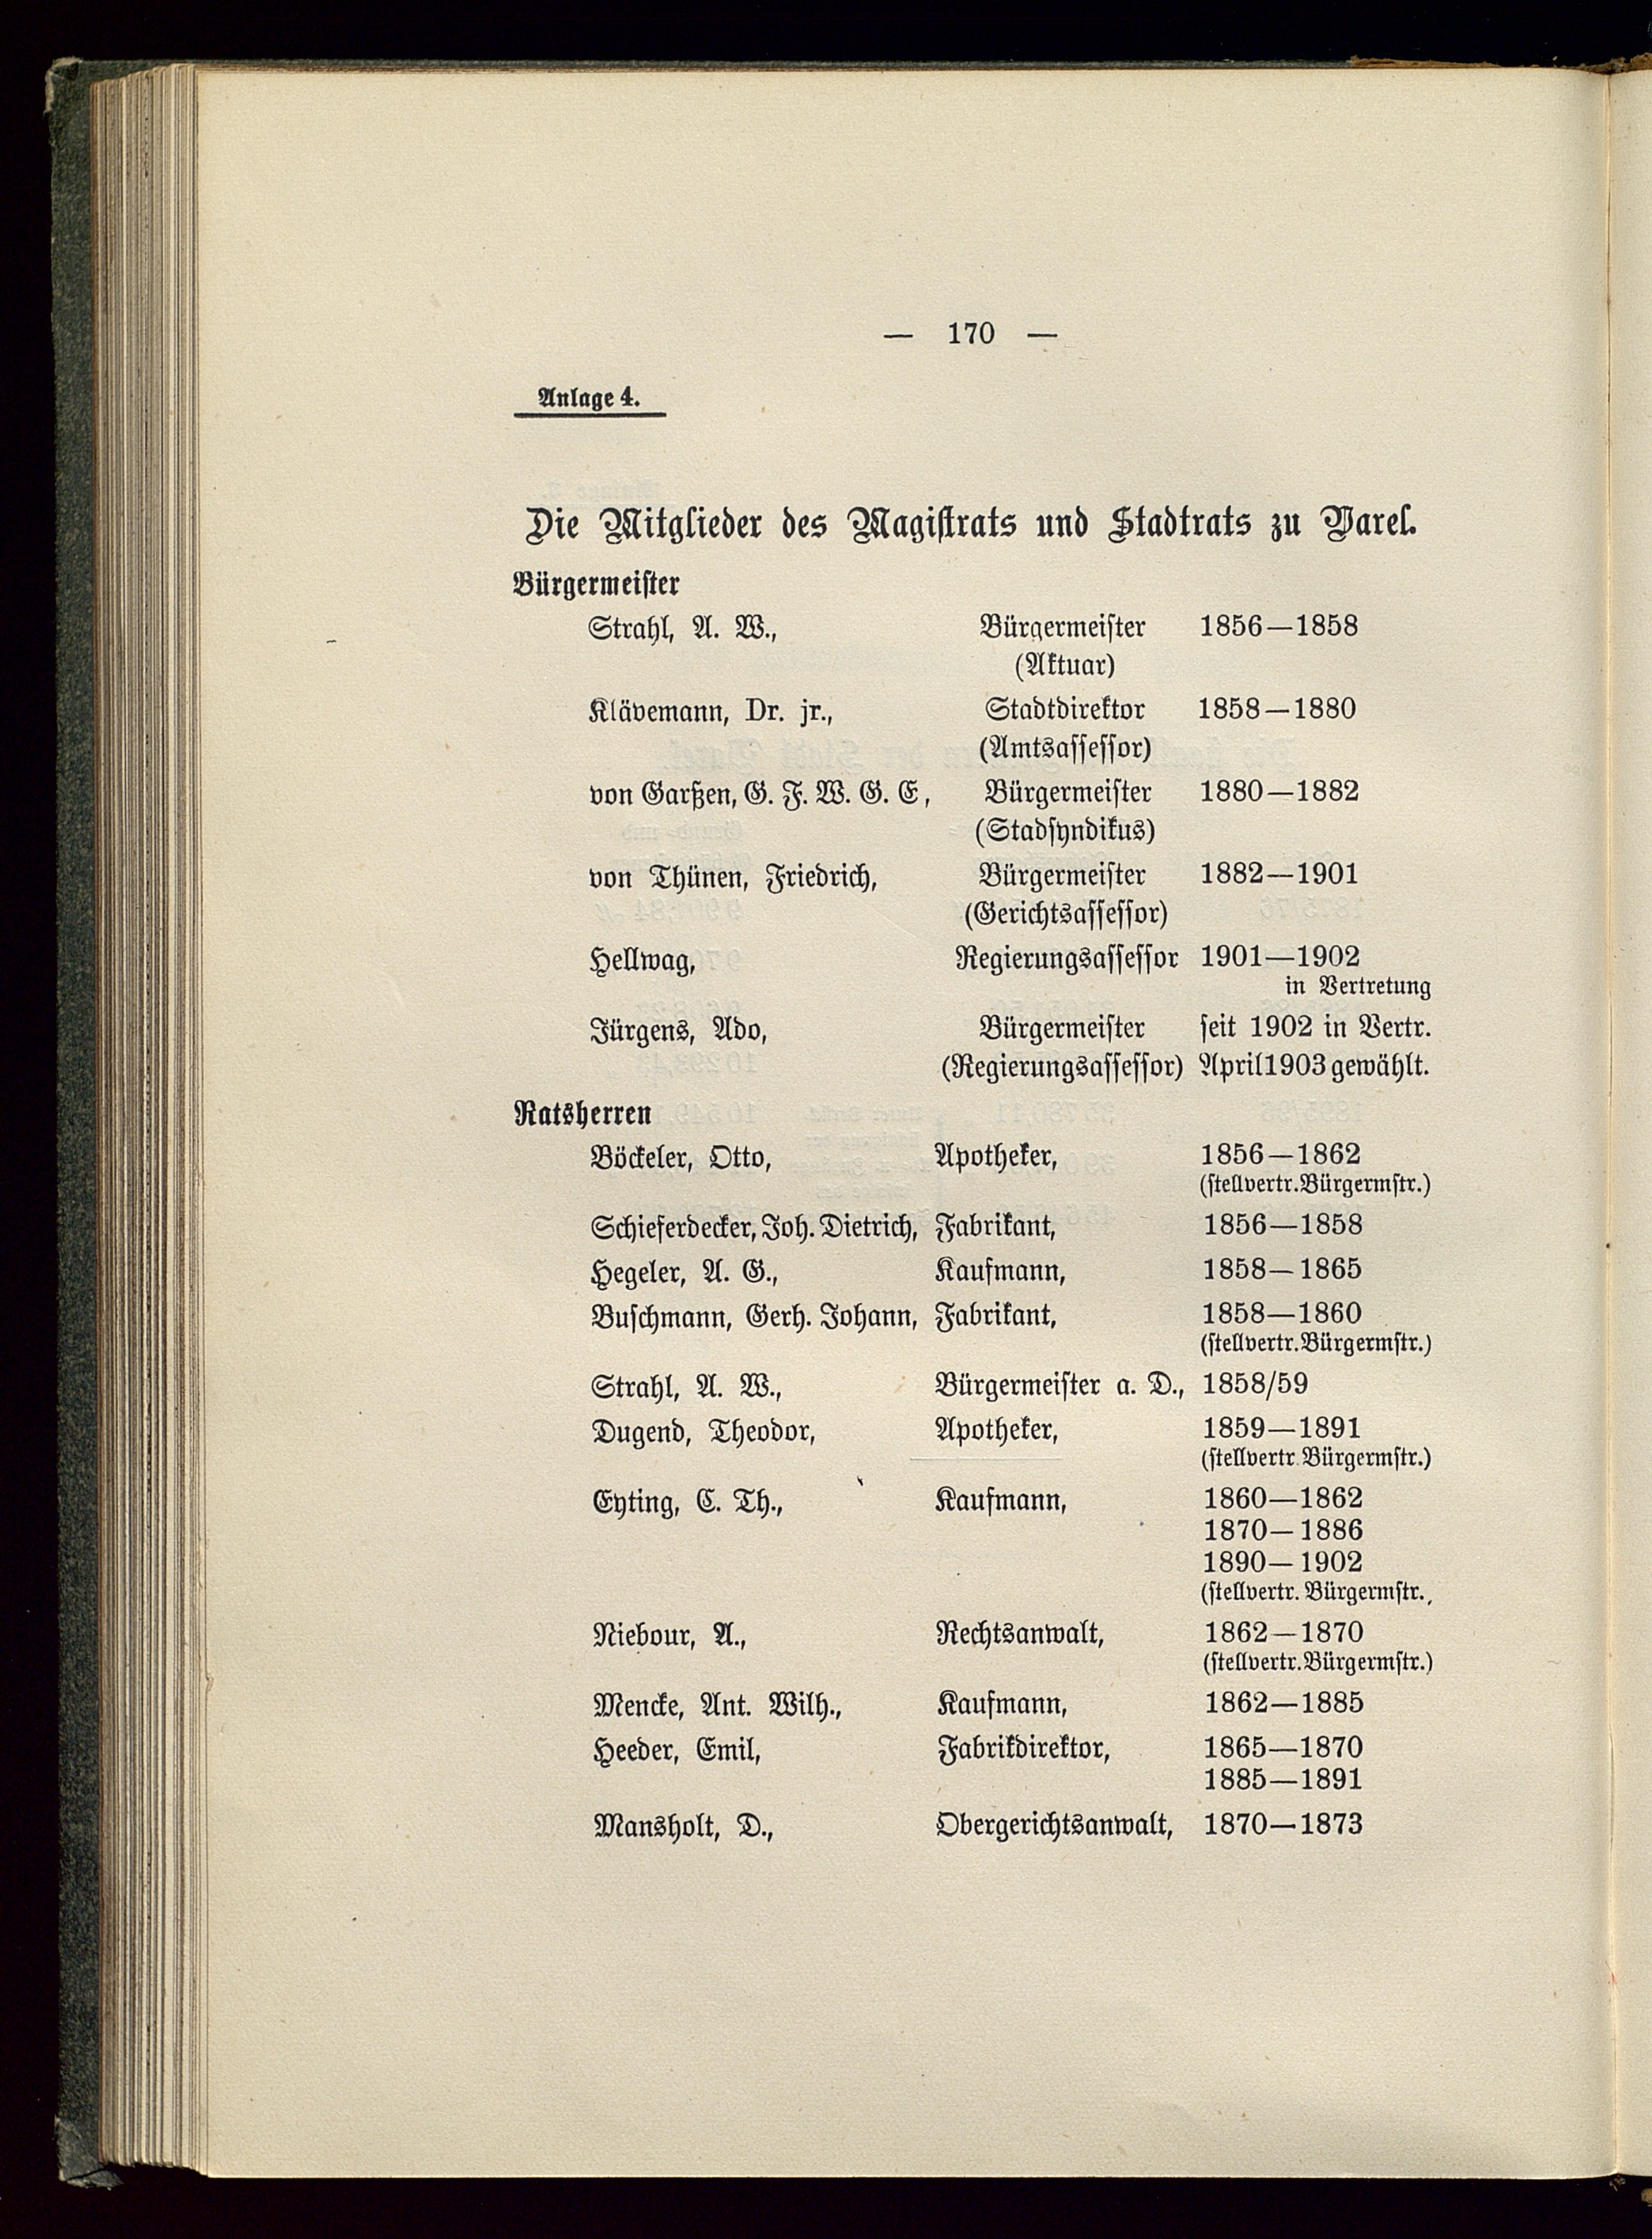 — 170 —
Anlage 4.
Die Mitglieder des Magistrats und Stadtrats zu Varel.
Bürgermeister
Strahl, A. W., Bürgermeister 1856—1858
(Aktuar)
Klävemann, Dr. jr., Stadtdirektor 1858—1880
(Amtsassessor)
von Garßen, G. F. W. G. E, Bürgermeister 1880—1882
(Stadsyndikus)
von Thünen, Friedrich, Bürgermeister 1882—1901
(Gerichtsassessor)
Hellwag, Regierungsassessor 1901—1902
in Vertretung
Jürgens, Ado, Bürgermeister seit 1902 in Vertr.
(Regierungsassessor) April 1903 gewählt.
Ratsherren
Böckeler, Otto, Apotheker, 1856—1862
(stellvertr. Bürgermstr.)
Schieferdecker, Joh. Dietrich, Fabrikant, 1856—1858
Hegeler, A. G., Kaufmann, 1858—1865
Buschmann, Gerh. Johann, Fabrikant, 1858—1860
(stellvertr. Bürgermstr.)
Strahl, A. W., Bürgermeister a. D., 1858/59
Dugend, Theodor, Apotheker, 1859—1891
(stellvertr. Bürgermstr.)
Eyting, C. Th., Kaufmann, 1860—1862
1870—1886
1890—1902
(stellvertr. Bürgermstr.,
Niebour, A., Rechtsanwalt, 1862—1870
(stellvertr. Bürgermstr.)
Mencke, Ant. Wilh., Kaufmann, 1862—1885
Heeder, Emil, Fabrikdirektor, 1865—1870
1885—1891
Mansholt, D., Obergerichtsanwalt, 1870—1873